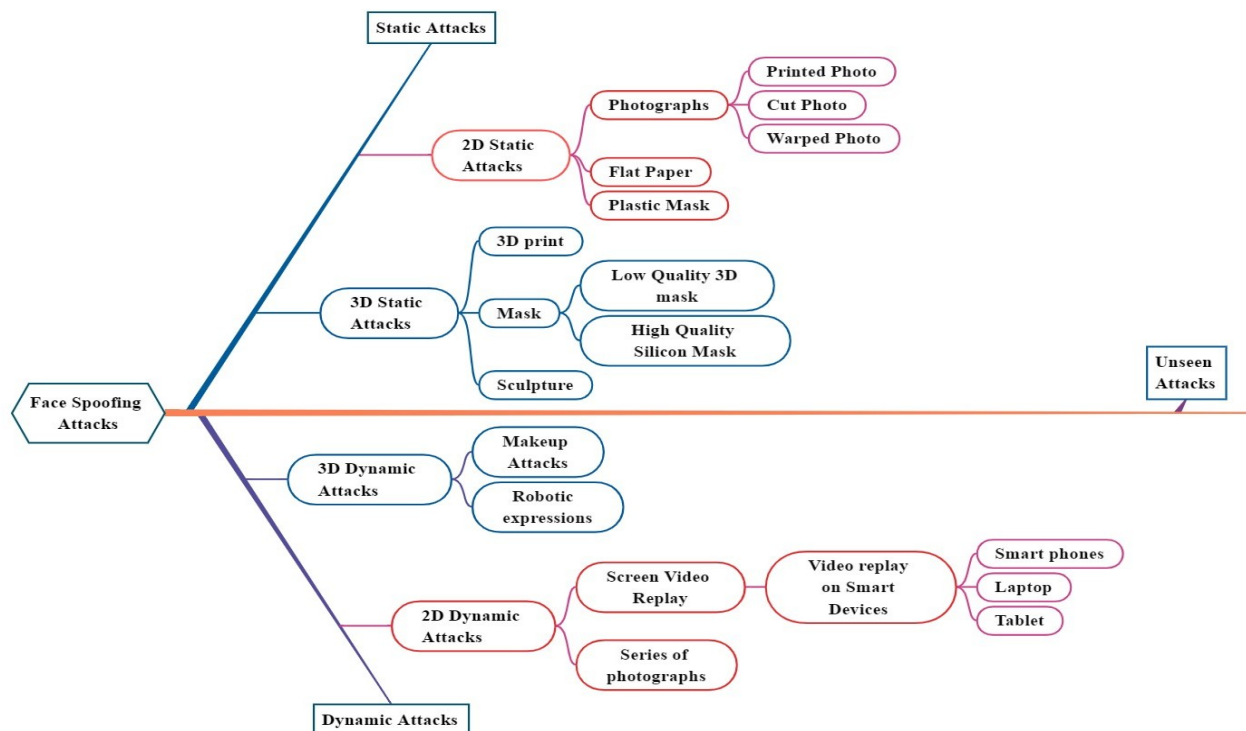 Static Attacks
Printed Photo
Photographs
Cut Photo
Warped Photo
2D Static
Attacks
Flat Paper
Plastic Mask
3D print
Low Quality 3D
mask
3D Static
Attacks
Mask
High Quality
Silicon Mask
Sculpture
Unseen
Attacks
Face Spoofing
Attacks
Makeup
Attacks
3D Dynamic
Attacks
Robotic
expressions
Screen Video
Replay
Video replay
on Smart
Devices
Smart phones
Laptop
Tablet
2D Dynamic
Attacks
Series of
photographs
Dynamic Attacks